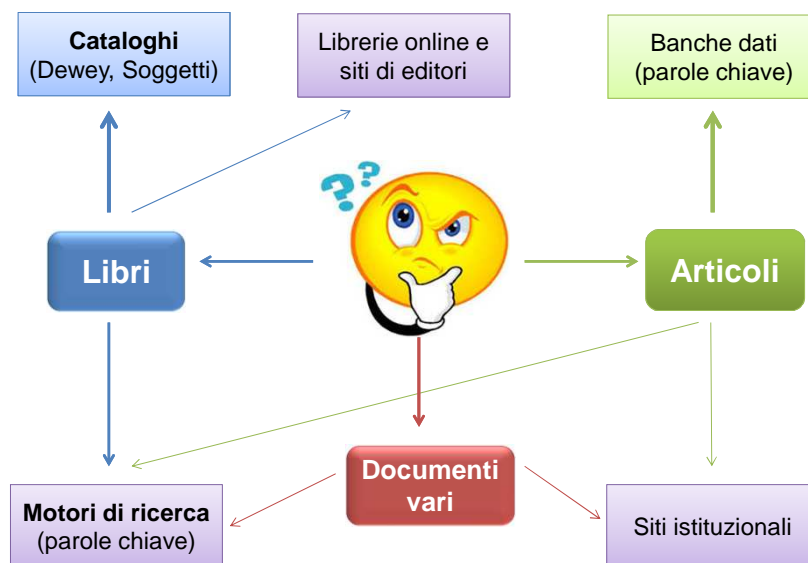 Cataloghi
(Dewey, Soggetti)
Librerie online e
siti di editori
Banche dati
(parole chiave)
??
Libri
Articoli
Documenti
vari
Motori di ricerca
(parole chiave)
Siti istituzionali